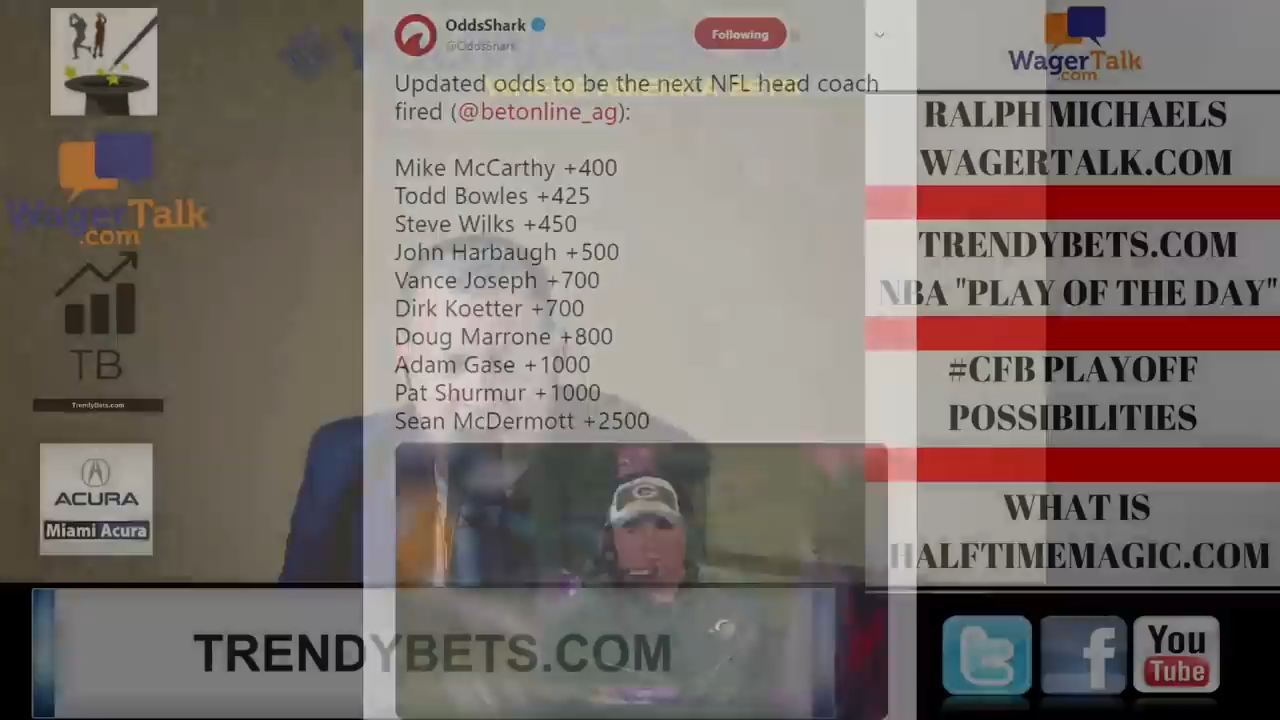 OddsShark
@OddsShark
Following
Updated odds to be the next NFL head coach
fired (@betonline_ag):
Mike McCarthy +400
Todd Bowles +425
Steve Wilks +450
John Harbaugh +500
Vance Joseph +700
Dirk Koetter +700
Doug Marrone +800
Adam Gase +1000
Pat Shurmur +1000
Sean McDermott +2500
WagerTalk
.com
TB
TrendyBets.com
ACURA
Miami Acura
WagerTalk
.com
RALPH MICHAELS
WAGERTALK.COM
TRENDYBETS.COM
NBA "PLAY OF THE DAY"
#CFB PLAYOFF
POSSIBILITIES
WHAT IS
HALFTIMEMAGIC.COM
TRENDYBETS.COM
f
You
Tube